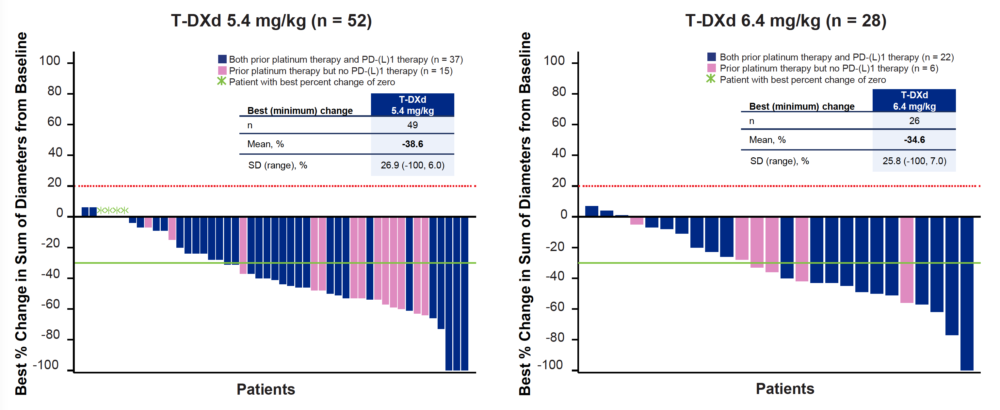 T-DXd 5.4 mg/kg (n = 52)
Best % Change in Sum of Diameters from Baseline
100
80
60
40
20
0
-20
-40
-60
-80
-100
Both prior platinum therapy and PD-(L)1 therapy (n = 37)
Prior platinum therapy but no PD-(L)1 therapy (n = 15)
Patient with best percent change of zero
Best (minimum) change T-DXd 5.4 mg/kg
n 49
Mean, % -38.6
SD (range), % 26.9 (-100, 6.0)
Patients
T-DXd 6.4 mg/kg (n = 28)
Best % Change in Sum of Diameters from Baseline
100
80
60
40
20
0
-20
-40
-60
-80
-100
Both prior platinum therapy and PD-(L)1 therapy (n = 22)
Prior platinum therapy but no PD-(L)1 therapy (n = 6)
Patient with best percent change of zero
Best (minimum) change T-DXd 6.4 mg/kg
n 26
Mean, % -34.6
SD (range), % 25.8 (-100, 7.0)
Patients